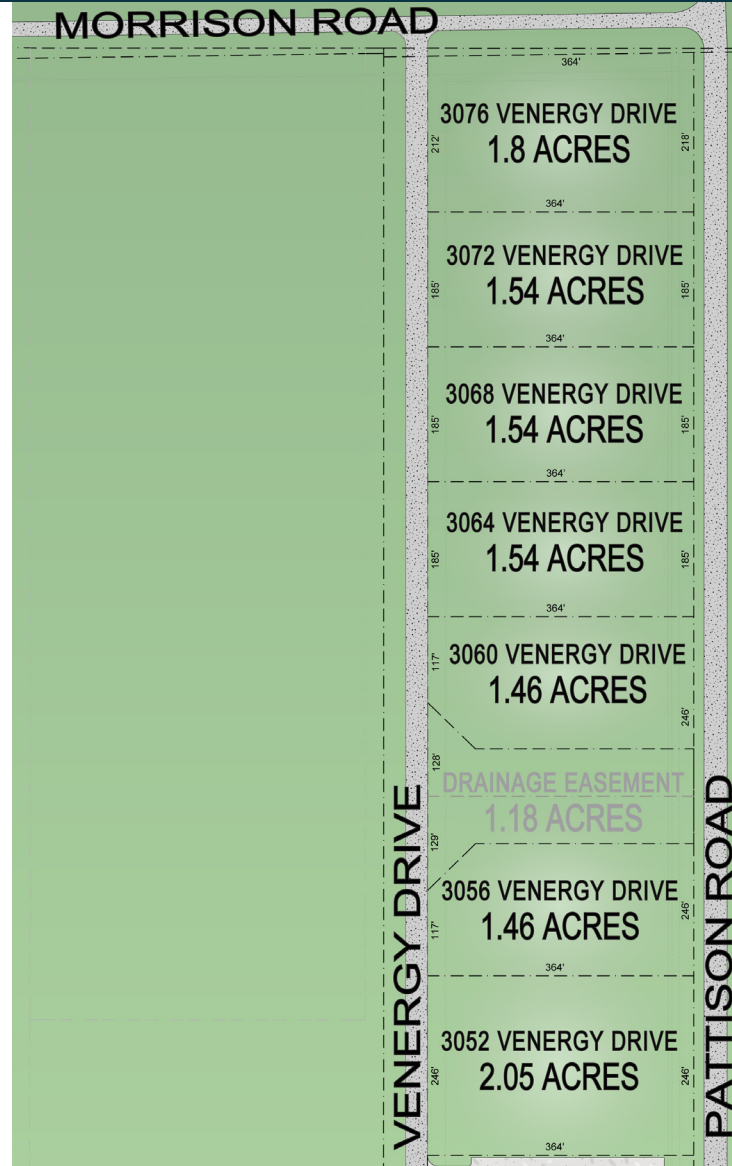 MORRISON ROAD
364'
3076 VENERGY DRIVE
1.8 ACRES
212'
218'
364'
3072 VENERGY DRIVE
1.54 ACRES
185'
185'
364'
3068 VENERGY DRIVE
1.54 ACRES
185'
185'
364'
3064 VENERGY DRIVE
1.54 ACRES
185'
185'
364'
3060 VENERGY DRIVE
1.46 ACRES
117'
246'
128'
DRAINAGE EASEMENT
1.18 ACRES
129'
3056 VENERGY DRIVE
1.46 ACRES
117'
246'
364'
3052 VENERGY DRIVE
2.05 ACRES
246'
246'
364'
VENERGY DRIVE
PATTISON ROAD